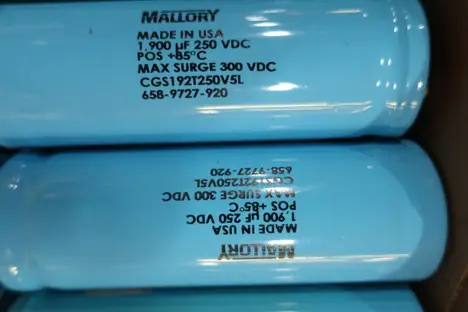 MALLORY
MADE IN USA
1,900 µF 250 VDC
POS +85°C
MAX SURGE 300 VDC
CGS192T250V5L
658-9727-920
MALLORY
MADE IN USA
1,900 µF 250 VDC
POS +85°C
MAX SURGE 300 VDC
CGS192T250V5L
658-9727-920